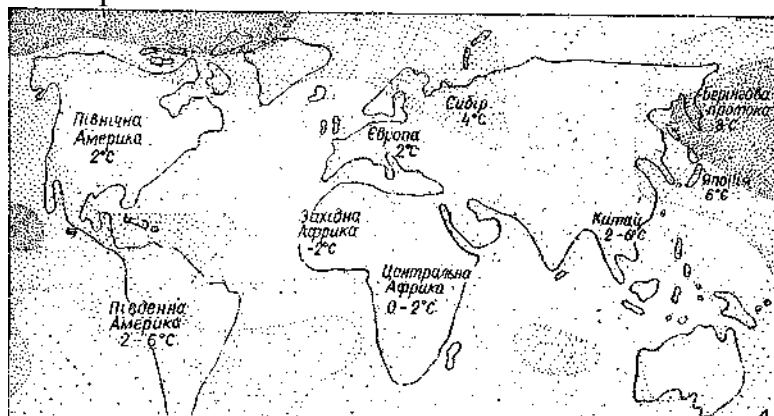 Північна
Америка
2°С
Європа
2°С
Сибір
4°С
Берингова
протока
8°С
Японія
6°С
Китай
2-6°С
Західна
Африка
-2°С
Центральна
Африка
0-2°С
Південна
Америка
2-6°С